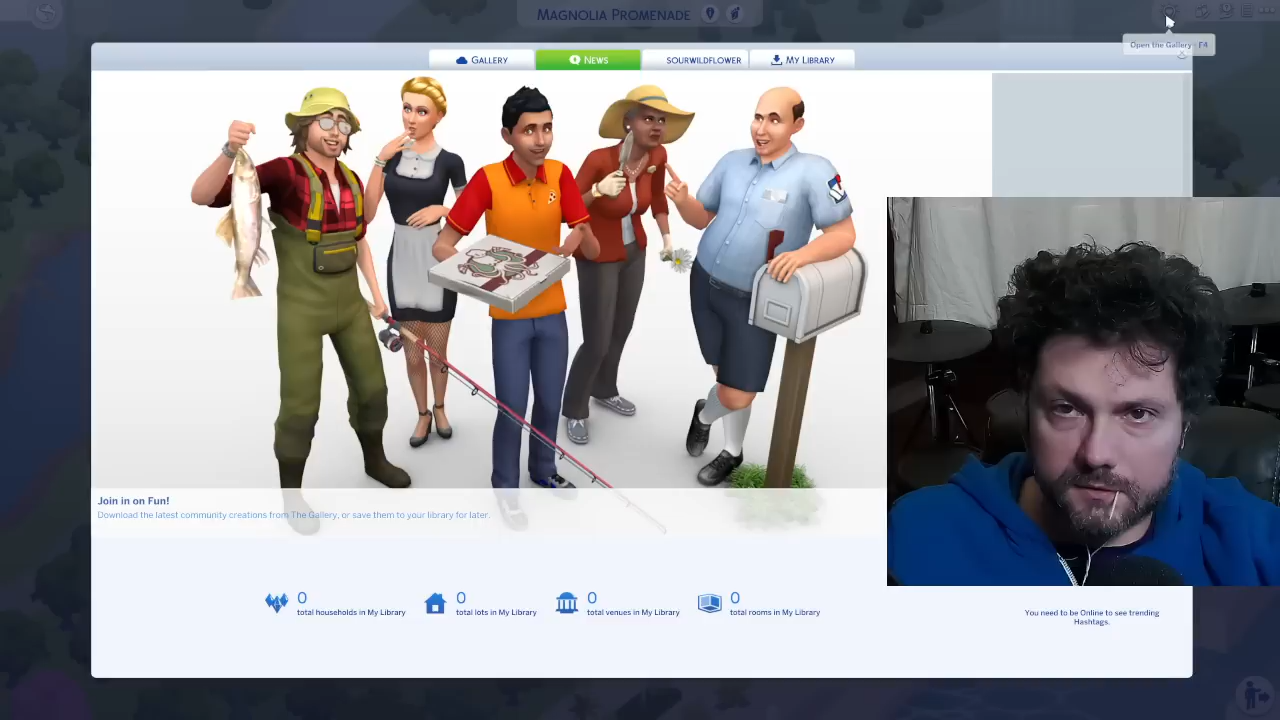 Magnolia Promenade
Open the Gallery - F4
Gallery
News
sourwildflower
My Library
Join in on Fun!
Download the latest community creations from The Gallery, or save them to your library for later.
0
total households in My Library
0
total lots in My Library
0
total venues in My Library
0
total rooms in My Library
You need to be Online to see trending
Hashtags.